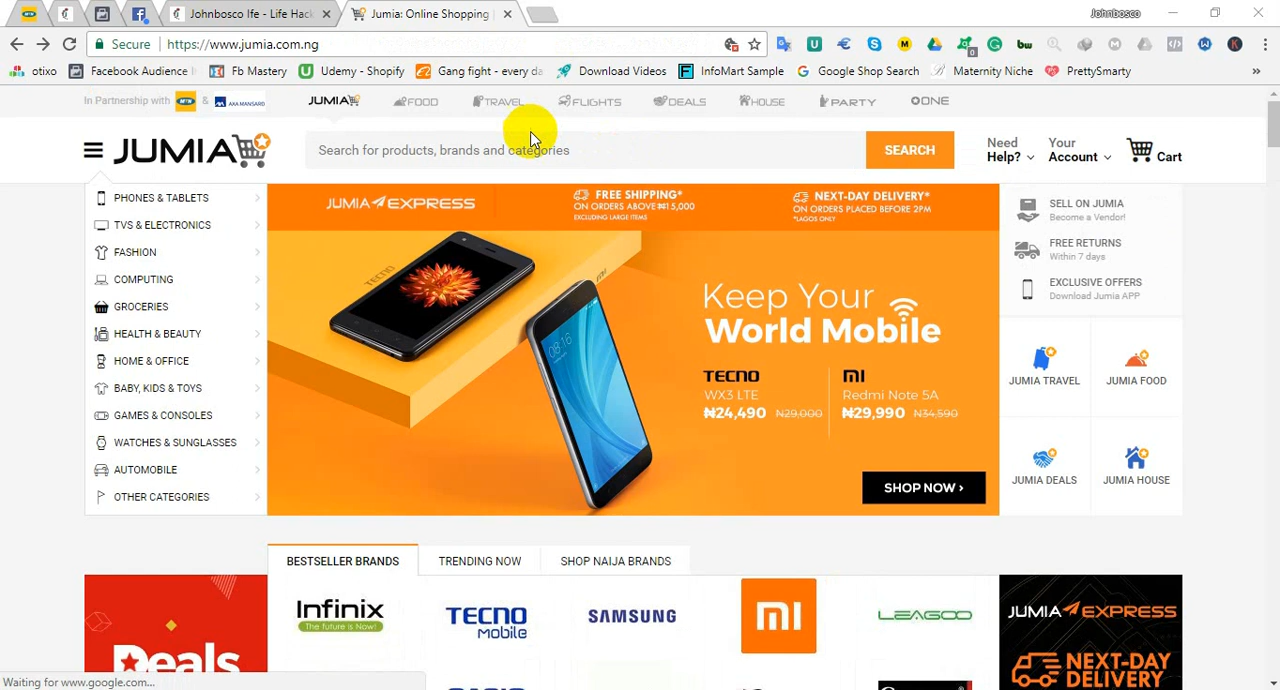 Johnbosco Ife - Life Hack
Jumia: Online Shopping
Johnbosco
Secure
https://www.jumia.com.ng
otixo
Facebook Audience
Fb Mastery
Udemy
Shopify
Gang fight - every da
Download Videos
InfoMart Sample
Google Shop Search
Maternity Niche
PrettySmarty
In Partnership with MTN & AXA MANSARD
JUMIA
FOOD
TRAVEL
FLIGHTS
DEALS
HOUSE
PARTY
ONE
JUMIA
Search for products, brands and categories
SEARCH
Need
Help?
Your
Account
Cart
PHONES & TABLETS
TVS & ELECTRONICS
FASHION
COMPUTING
GROCERIES
HEALTH & BEAUTY
HOME & OFFICE
BABY, KIDS & TOYS
GAMES & CONSOLES
WATCHES & SUNGLASSES
AUTOMOBILE
OTHER CATEGORIES
JUMIA EXPRESS
FREE SHIPPING*
ON ORDERS ABOVE ₦15,000
EXCLUDING LARGE ITEMS
NEXT-DAY DELIVERY*
ON ORDERS PLACED BEFORE 2PM
*LAGOS ONLY
TECNO
mi
08:16
Keep Your
World Mobile
TECNO
WX3 LTE
₦24,490 ₦29,000
MI
Redmi Note 5A
₦29,990 ₦34,590
SHOP NOW ›
SELL ON JUMIA
Become a Vendor!
FREE RETURNS
Within 7 days
EXCLUSIVE OFFERS
Download Jumia APP
JUMIA TRAVEL
JUMIA FOOD
JUMIA DEALS
JUMIA HOUSE
BESTSELLER BRANDS
TRENDING NOW
SHOP NAIJA BRANDS
Deals
Infinix
The future is Now!
TECNO
mobile
SAMSUNG
MI
LEAGOO
JUMIA EXPRESS
NEXT-DAY
DELIVERY
Waiting for www.google.com...